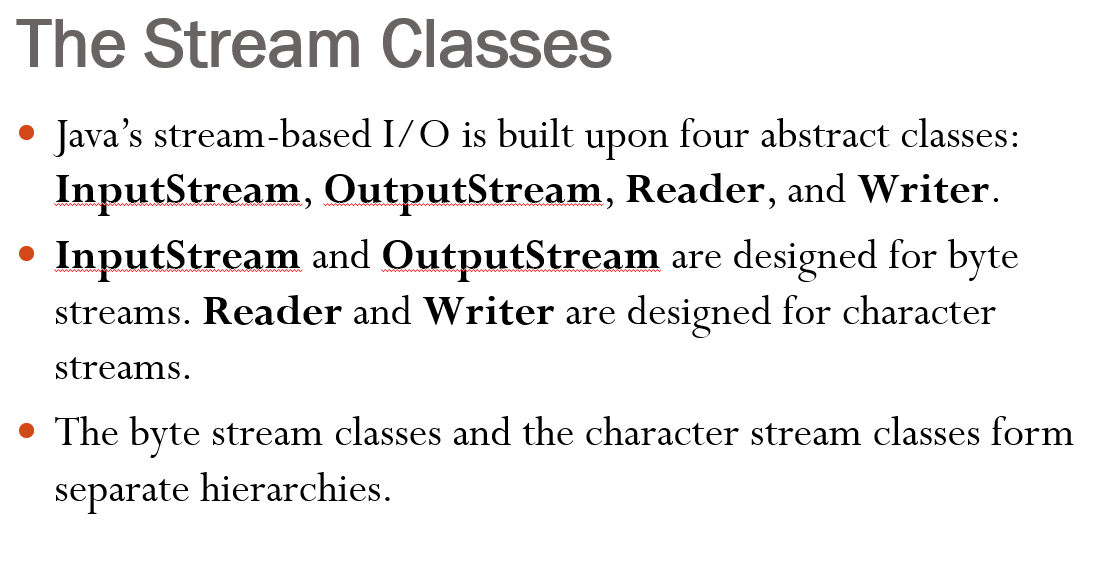 The Stream Classes
• Java’s stream-based I/O is built upon four abstract classes:
InputStream, OutputStream, Reader, and Writer.
• InputStream and OutputStream are designed for byte
streams. Reader and Writer are designed for character
streams.
• The byte stream classes and the character stream classes form
separate hierarchies.